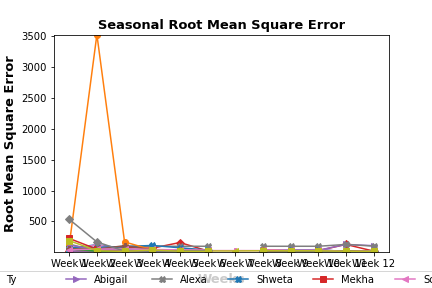 Seasonal Root Mean Square Error
Root Mean Square Error
3500
3000
2500
2000
1500
1000
500
Week 1 Week 2 Week 3 Week 4 Week 5 Week 6 Week 7 Week 8 Week 9 Week 10 Week 11 Week 12
Week
Ty Abigail Alexa Shweta Mekha